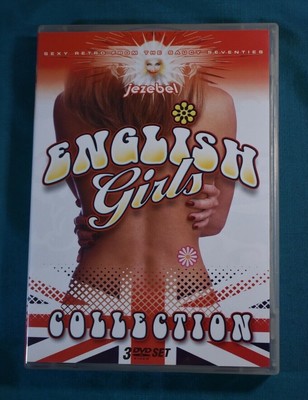 SEXY RETRO FROM THE SAUCY SEVENTIES
jezebel
ENGLISH
Girls
COLLECTION
3 DVD SET